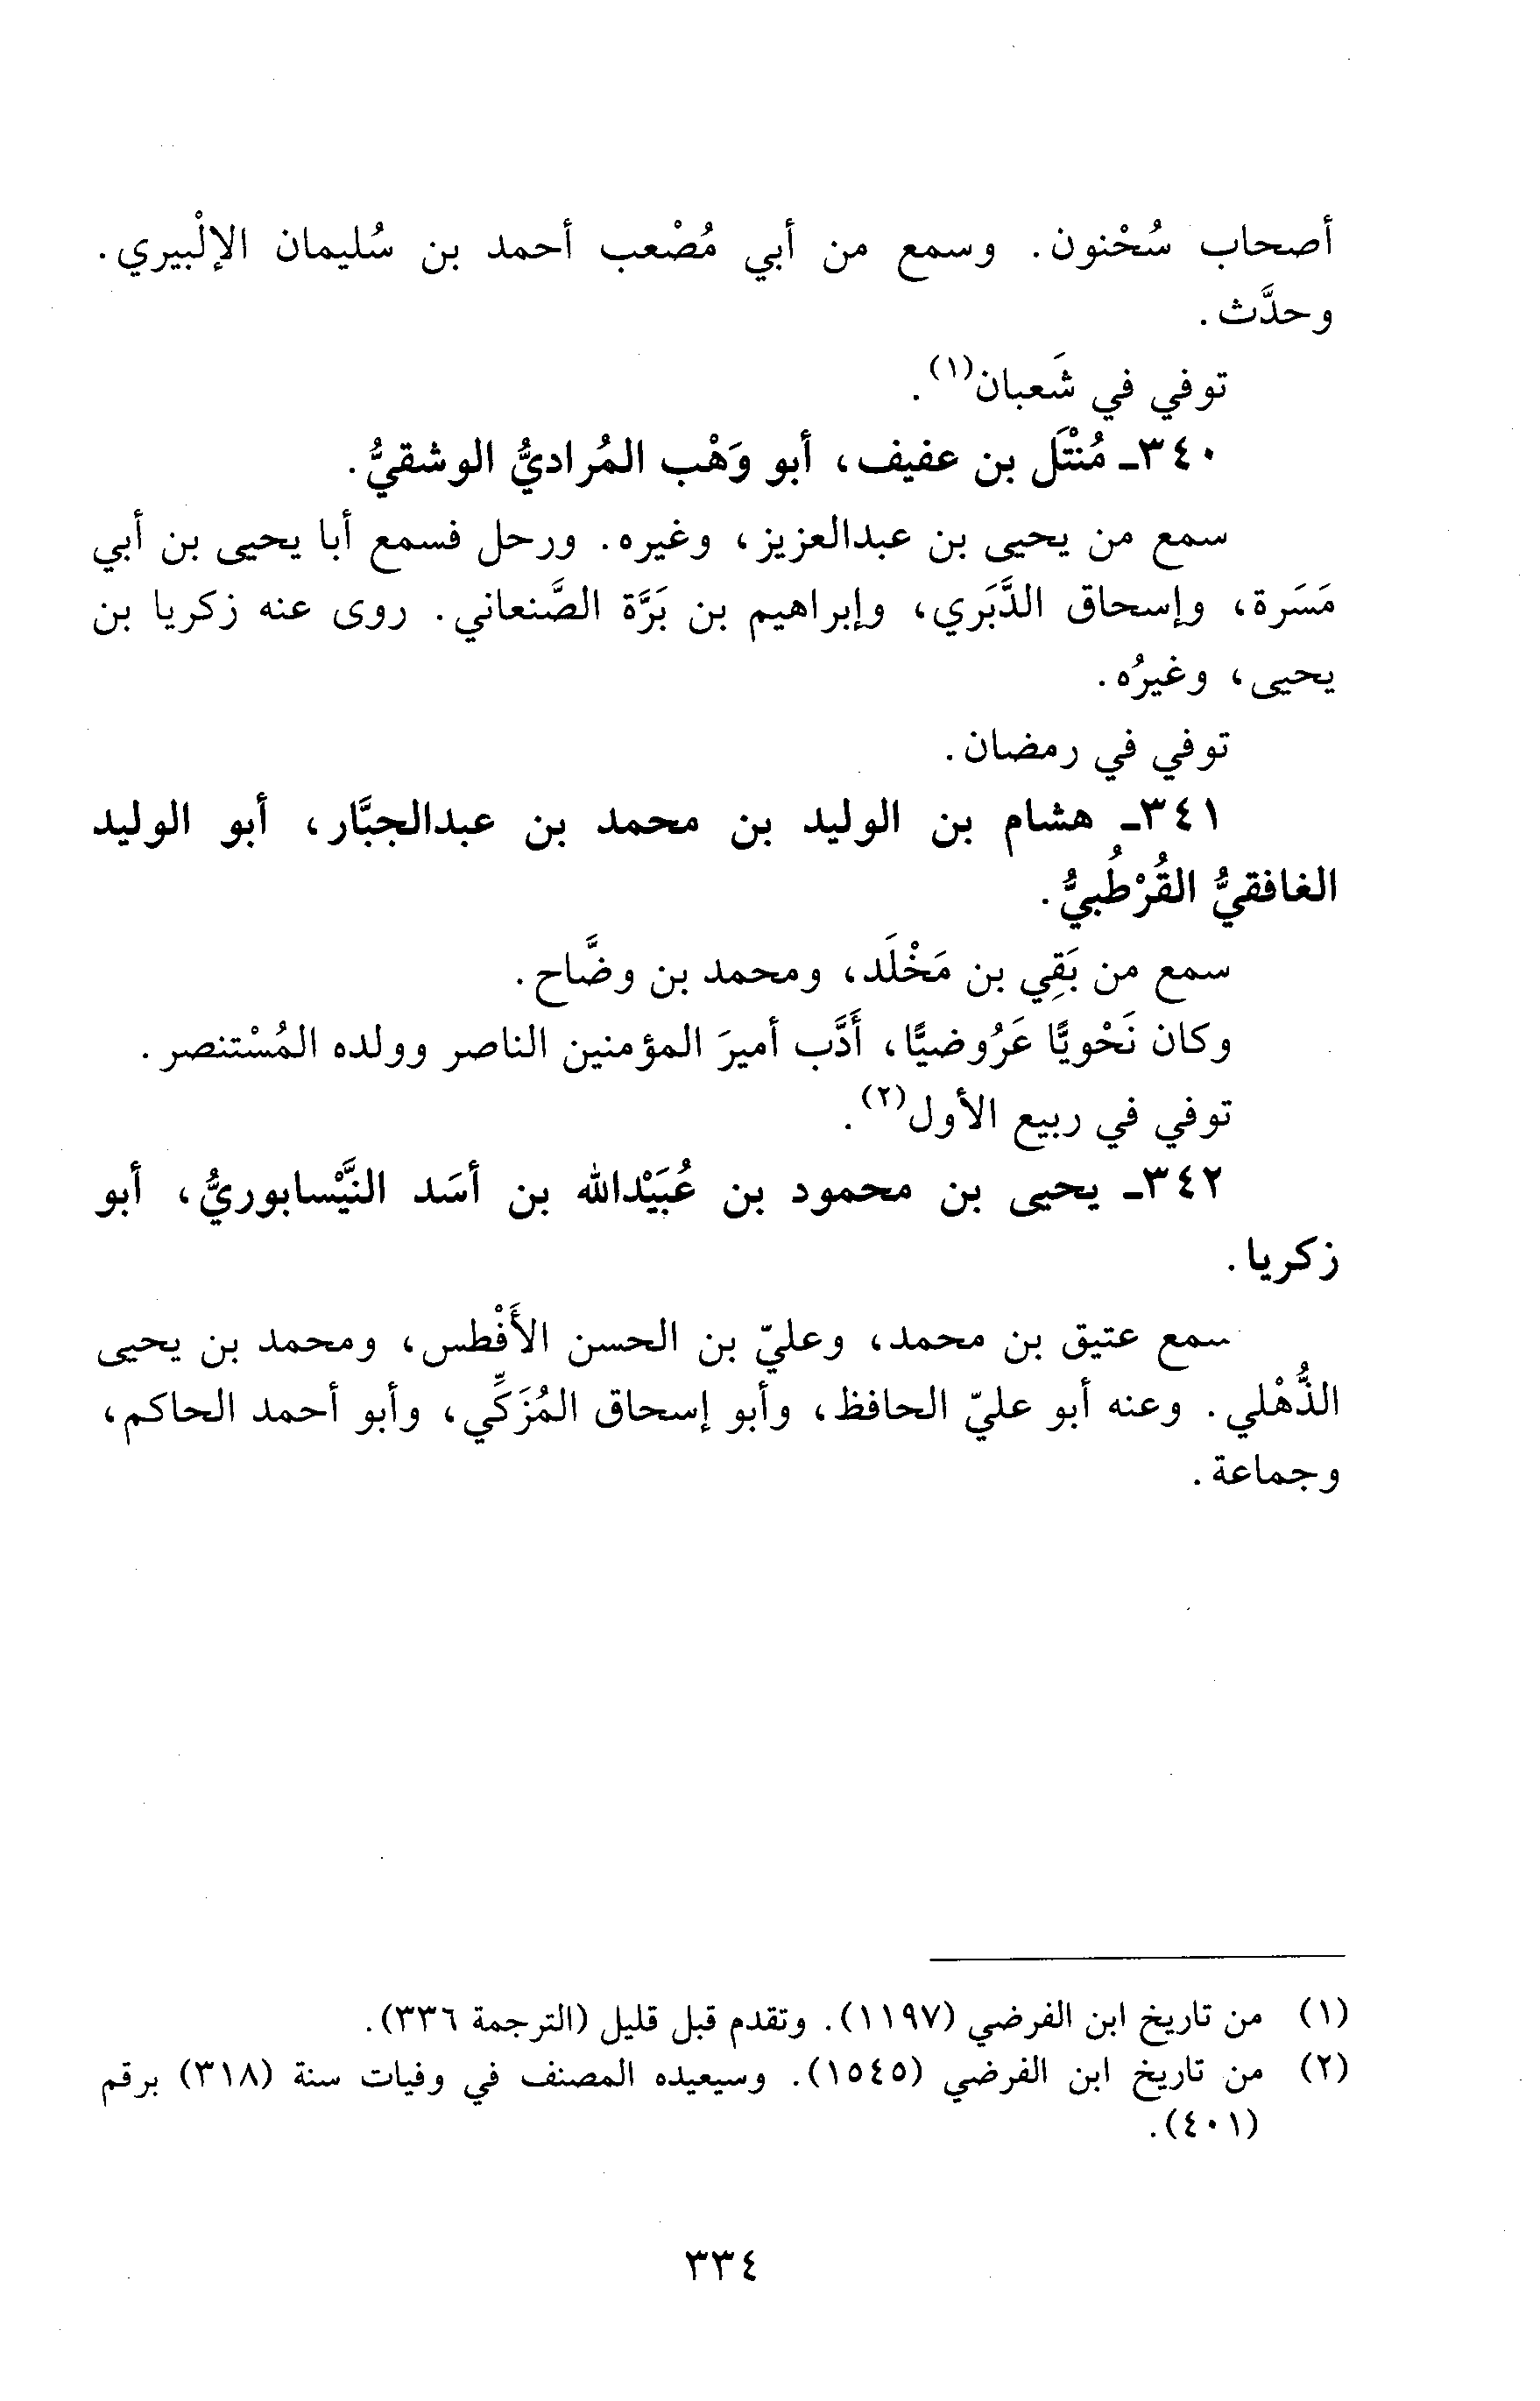 أصحاب سُحْنون. وسمع من أبي مُصْعب أحمد بن سُليمان الإلْبيري.
وحدَّث.
توفي في شَعبان(١).
٣٤٠ـ مُنْتَل بن عفيف، أبو وَهْب المُراديُّ الوشقيُّ.
سمع من يحيى بن عبدالعزيز، وغيره. ورحل فسمع أبا يحيى بن أبي
مَسَرة، وإسحاق الدَّبَري، وإبراهيم بن بَرَّة الصَّنعاني. روى عنه زكريا بن
يحيى، وغيرُه.
توفي في رمضان.
٣٤١ـ هشام بن الوليد بن محمد بن عبدالجبَّار، أبو الوليد
الغافقيُّ القُرْطُبيُّ.
سمع من بَقِي بن مَخْلَد، ومحمد بن وضَّاح.
وكان نَحْويًّا عَرُوضيًّا، أَدَّب أميرَ المؤمنين الناصر وولده المُسْتنصر.
توفي في ربيع الأول(٢).
٣٤٢ـ يحيى بن محمود بن عُبَيْدالله بن أسَد النَّيْسابوريُّ، أبو
زكريا.
سمع عتيق بن محمد، وعليّ بن الحسن الأَفْطس، ومحمد بن يحيى
الذُّهْلي. وعنه أبو عليّ الحافظ، وأبو إسحاق المُزَكِّي، وأبو أحمد الحاكم،
وجماعة.
(١) من تاريخ ابن الفرضي (١١٩٧). وتقدم قبل قليل (الترجمة ٣٣٦).
(٢) من تاريخ ابن الفرضي (١٥٤٥). وسيعيده المصنف في وفيات سنة (٣١٨) برقم
(٤٠١).
٣٣٤